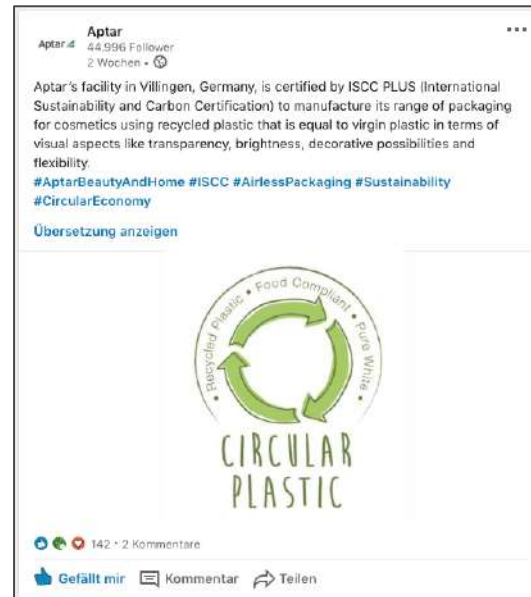 Aptar
Aptar
44,996 Follower
2 Wochen •
Aptar's facility in Villingen, Germany, is certified by ISCC PLUS (International
Sustainability and Carbon Certification) to manufacture its range of packaging
for cosmetics using recycled plastic that is equal to virgin plastic in terms of
visual aspects like transparency, brightness, decorative possibilities and
flexibility.
#AptarBeautyAndHome #ISCC #AirlessPackaging #Sustainability
#CircularEconomy
Übersetzung anzeigen
• Recycled Plastic • Food Compliant • Pure White •
CIRCULAR
PLASTIC
142 • 2 Kommentare
Gefällt mir Kommentar Teilen